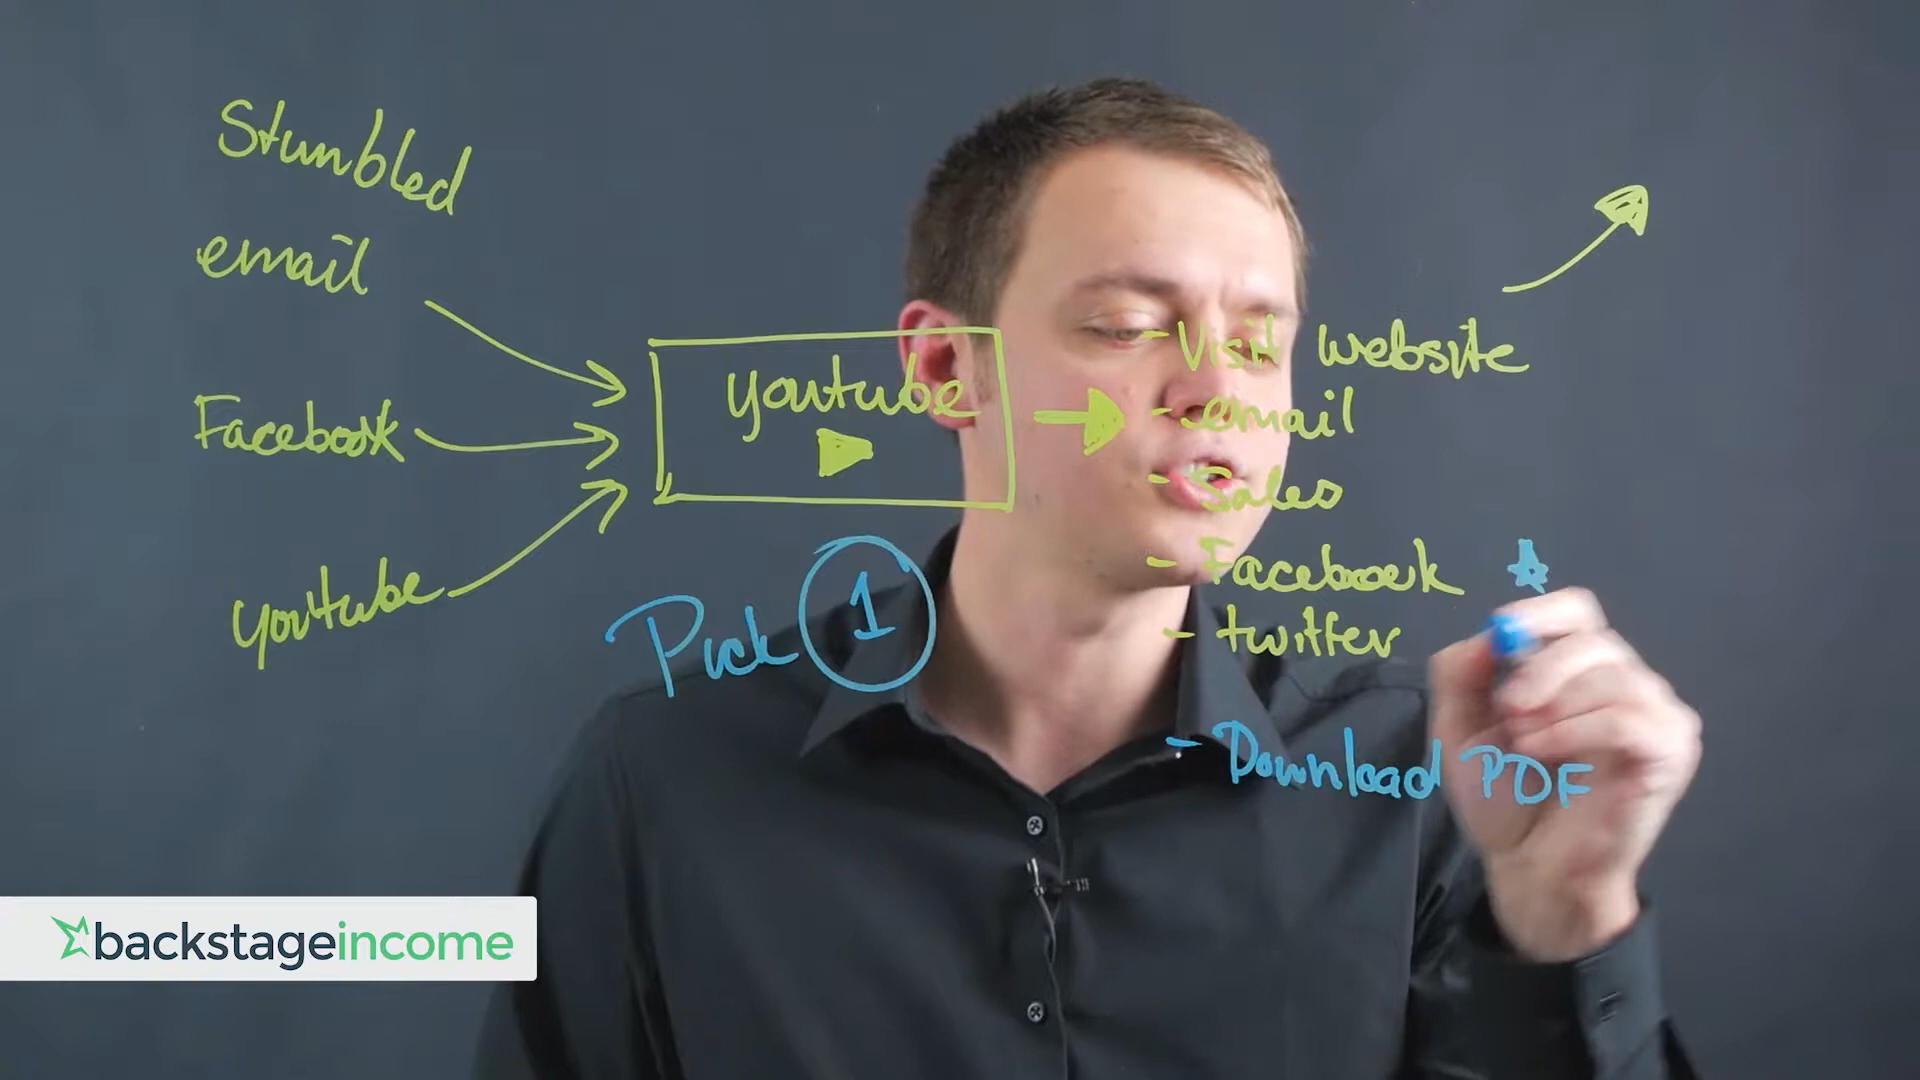 Stumbled
email
Facebook
youtube
youtube
Pick 1
- Visit website
- email
- Sales
- Facebook
- twitter
- Download PDF
backstageincome